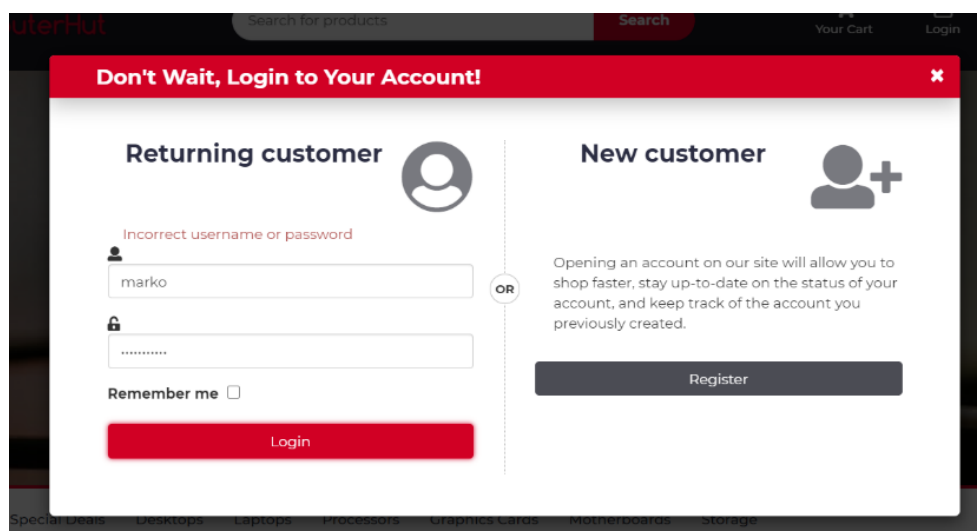 uterHut
Search for products
Search
Your Cart
Login
Don't Wait, Login to Your Account!
Returning customer
Incorrect username or password
marko
Remember me
Login
OR
New customer
Opening an account on our site will allow you to
shop faster, stay up-to-date on the status of your
account, and keep track of the account you
previously created.
Register
Special Deals Desktops Laptops Processors Graphics Cards Motherboards Storage